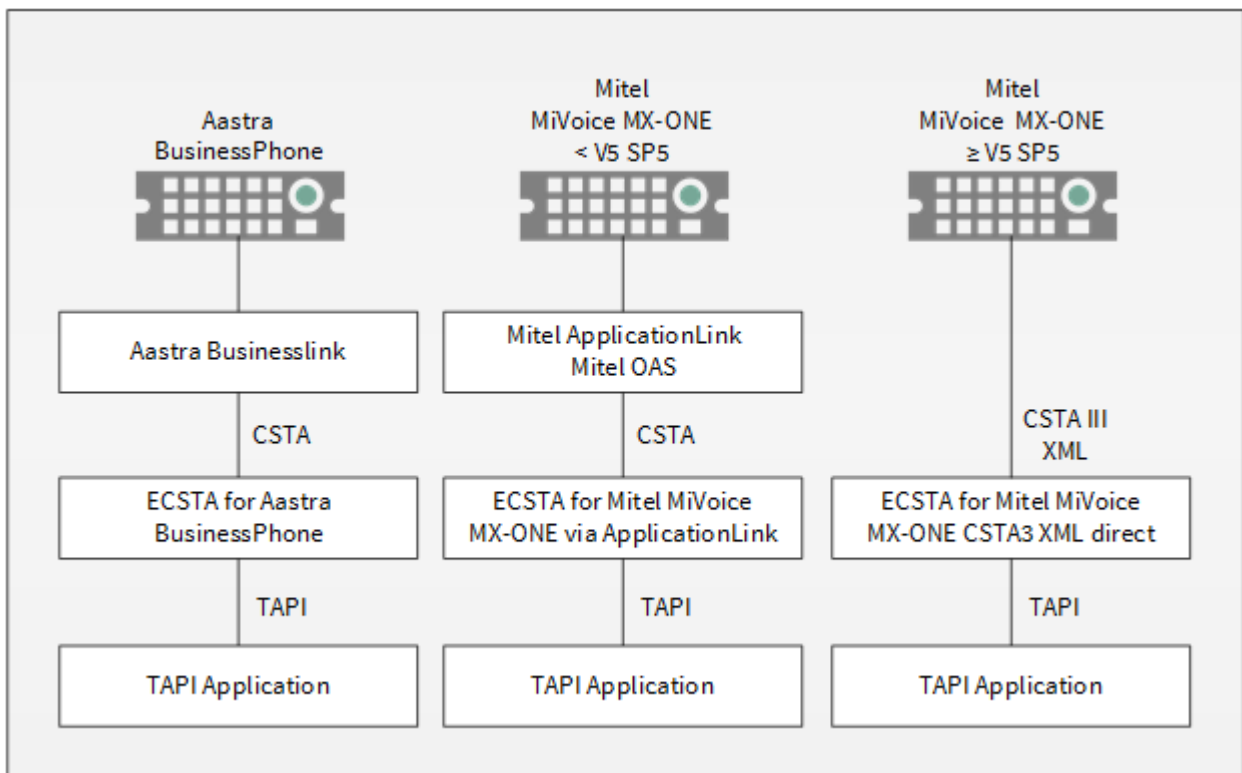 Aastra
BusinessPhone
Mitel
MiVoice MX-ONE
< V5 SP5
Mitel
MiVoice MX-ONE
≥ V5 SP5
Aastra Businesslink
Mitel ApplicationLink
Mitel OAS
CSTA
CSTA
CSTA III
XML
ECSTA for Aastra
BusinessPhone
ECSTA for Mitel MiVoice
MX-ONE via ApplicationLink
ECSTA for Mitel MiVoice
MX-ONE CSTA3 XML direct
TAPI
TAPI
TAPI
TAPI Application
TAPI Application
TAPI Application